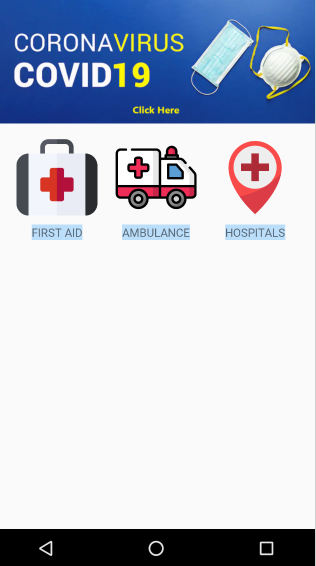 CORONAVIRUS
COVID19
Click Here
FIRST AID
AMBULANCE
HOSPITALS